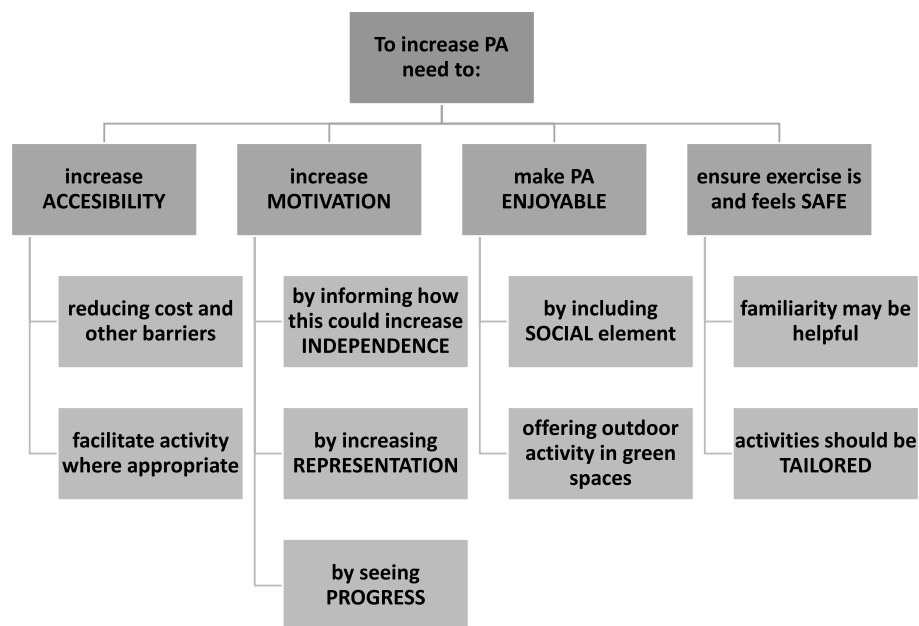 To increase PA
need to:
increase
ACCESIBILITY
reducing cost and
other barriers
facilitate activity
where appropriate
increase
MOTIVATION
by informing how
this could increase
INDEPENDENCE
by increasing
REPRESENTATION
by seeing
PROGRESS
make PA
ENJOYABLE
by including
SOCIAL element
offering outdoor
activity in green
spaces
ensure exercise is
and feels SAFE
familiarity may be
helpful
activities should be
TAILORED